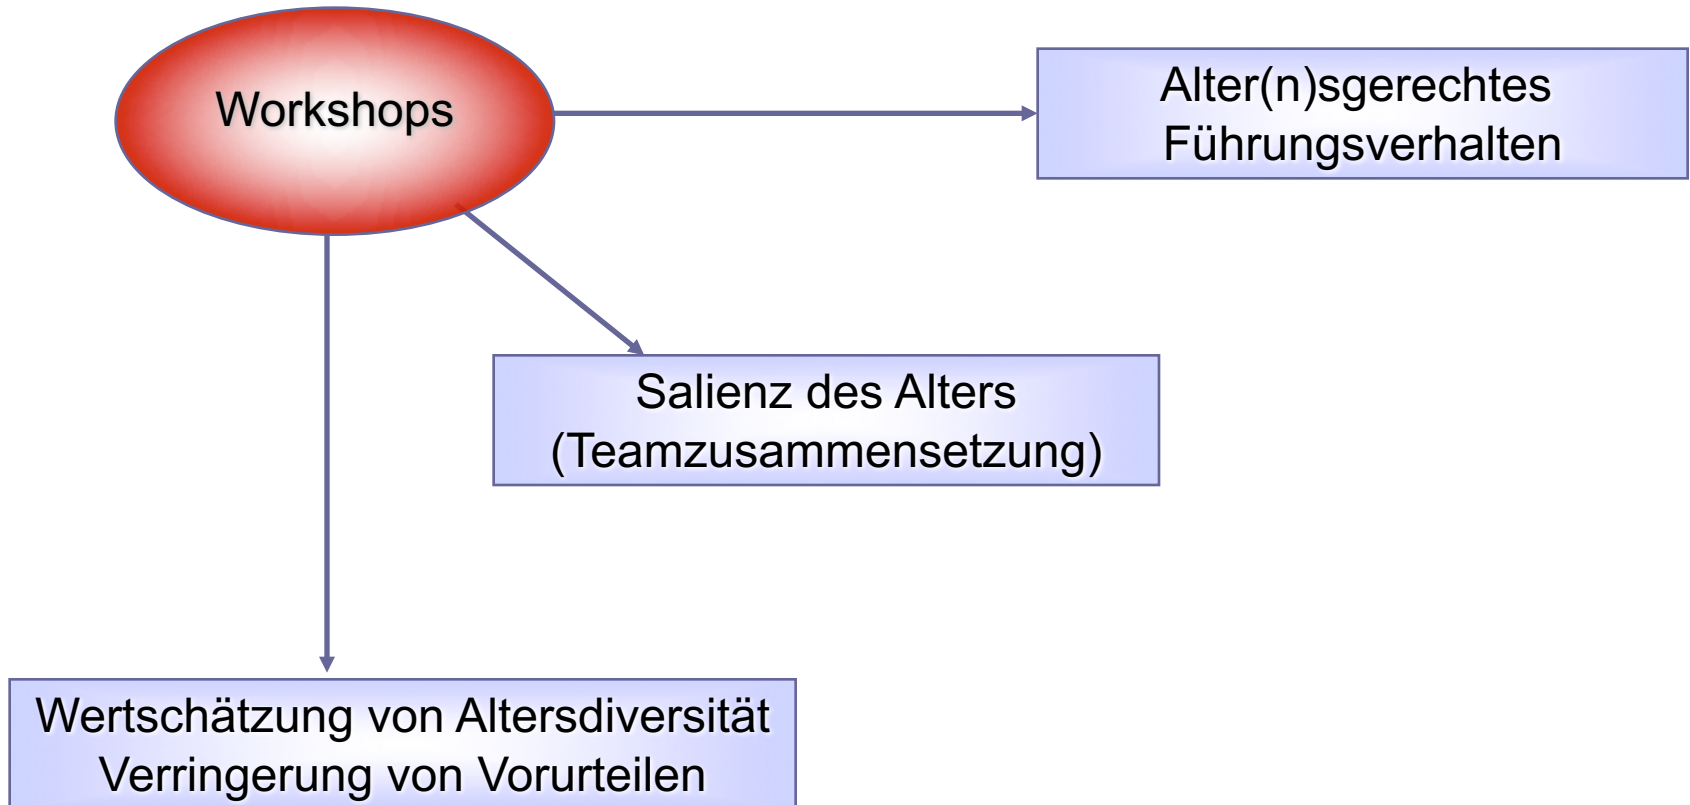 Workshops
Alter(n)sgerechtes
Führungsverhalten
Salienz des Alters
(Teamzusammensetzung)
Wertschätzung von Altersdiversität
Verringerung von Vorurteilen